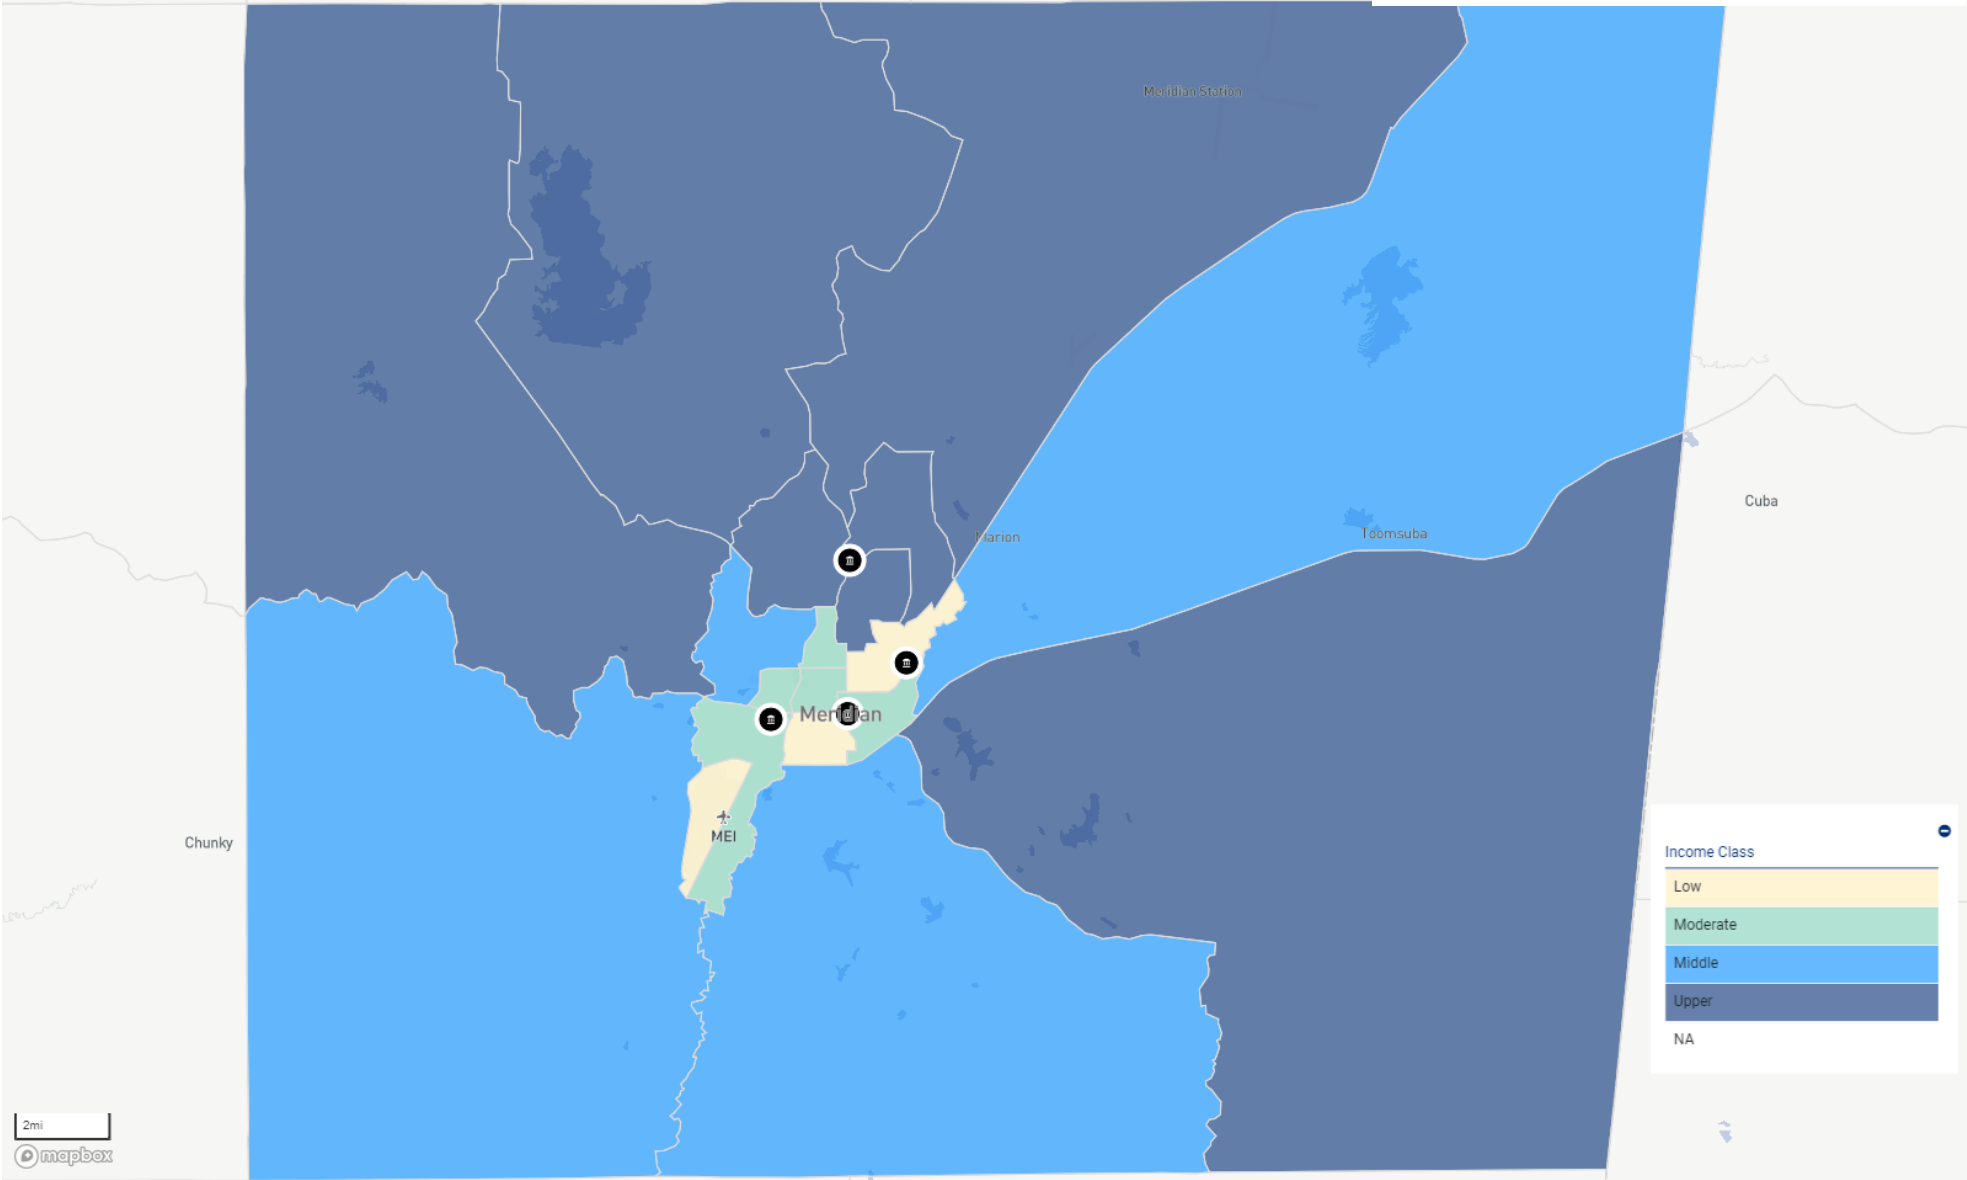 Meridian Station
Cuba
Marion
Toomsuba
Meridian
MEI
Chunky
Income Class
Low
Moderate
Middle
Upper
NA
2mi
mapbox